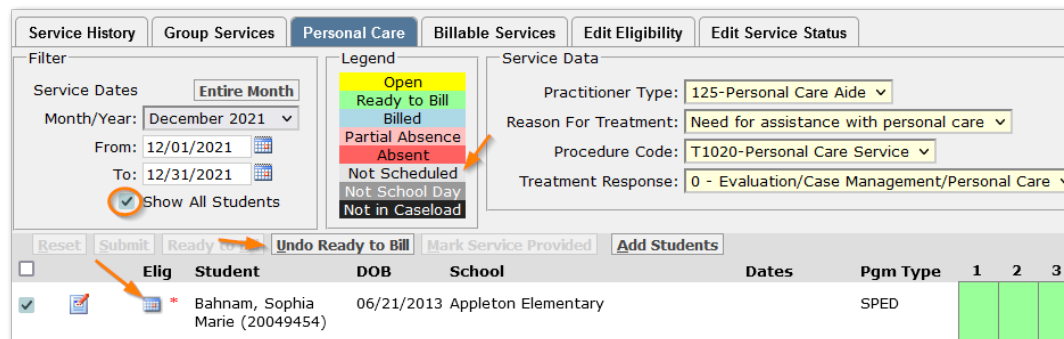 Service History Group Services Personal Care Billable Services Edit Eligibility Edit Service Status
Filter Legend Service Data
Service Dates Entire Month
Month/Year: December 2021
From: 12/01/2021
To: 12/31/2021
Show All Students
Open
Ready to Bill
Billed
Partial Absence
Absent
Not Scheduled
Not School Day
Not in Caseload
Practitioner Type: 125-Personal Care Aide
Reason For Treatment: Need for assistance with personal care
Procedure Code: T1020-Personal Care Service
Treatment Response: 0 - Evaluation/Case Management/Personal Care
Reset Submit Ready to Undo Ready to Bill Mark Service Provided Add Students
Elig Student DOB School Dates Pgm Type 1 2 3
* Bahnam, Sophia 06/21/2013 Appleton Elementary SPED
Marie (20049454)